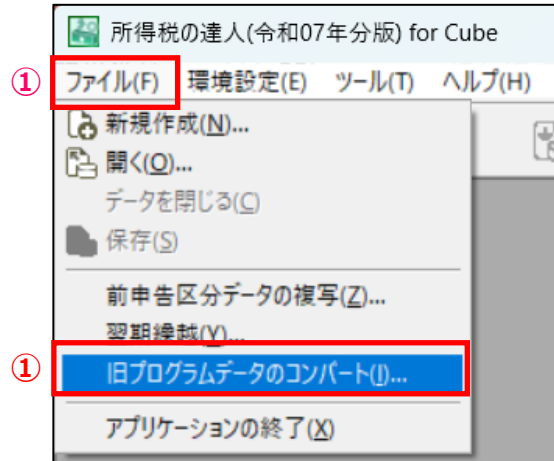 所得税の達人(令和07年分版) for Cube
① ファイル(F) 環境設定(E) ツール(T) ヘルプ(H)
新規作成(N)...
開く(O)...
データを閉じる(C)
保存(S)
前申告区分データの複写(Z)...
翌期繰越(Y)...
① 旧プログラムデータのコンバート(I)...
アプリケーションの終了(X)